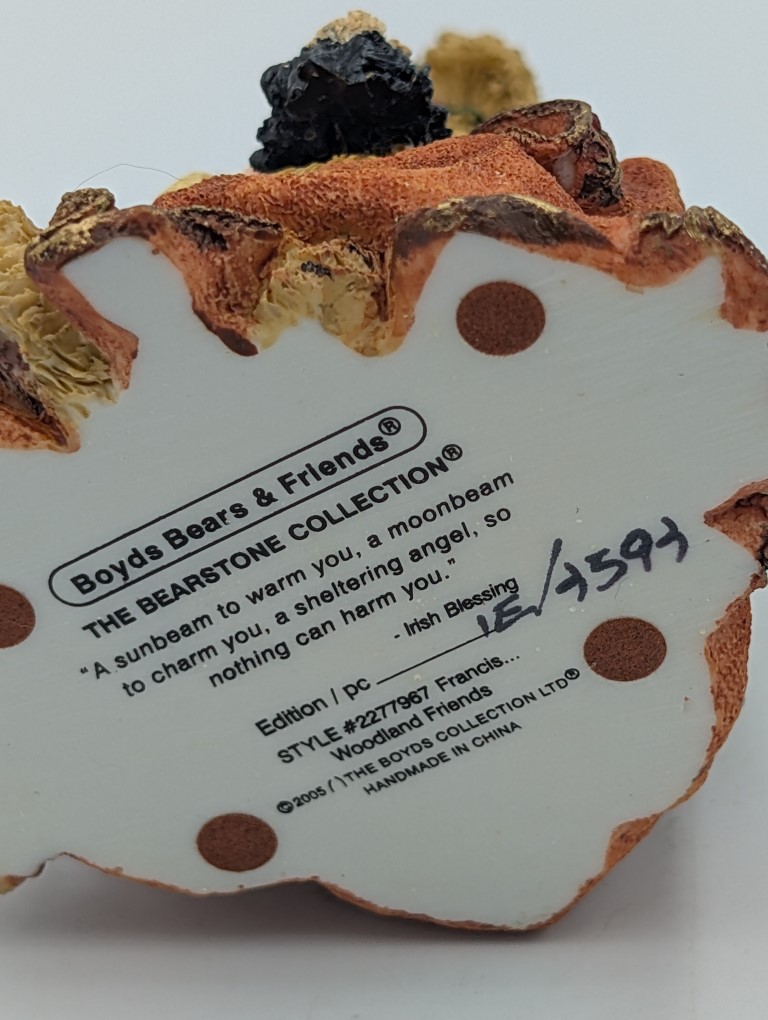 Boyds Bears & Friends®
THE BEARSTONE COLLECTION®
"A sunbeam to warm you, a moonbeam
to charm you, a sheltering angel, so
nothing can harm you."
- Irish Blessing
Edition / pc 1E/7597
STYLE #2277967 Francis...
Woodland Friends
©2005 ( ) THE BOYDS COLLECTION LTD®
HANDMADE IN CHINA